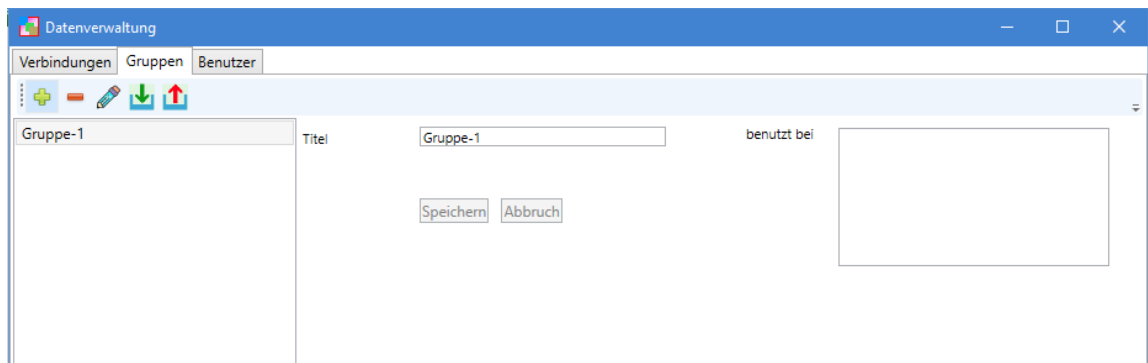 Datenverwaltung
Verbindungen Gruppen Benutzer
Gruppe-1
Titel Gruppe-1 benutzt bei
Speichern Abbruch